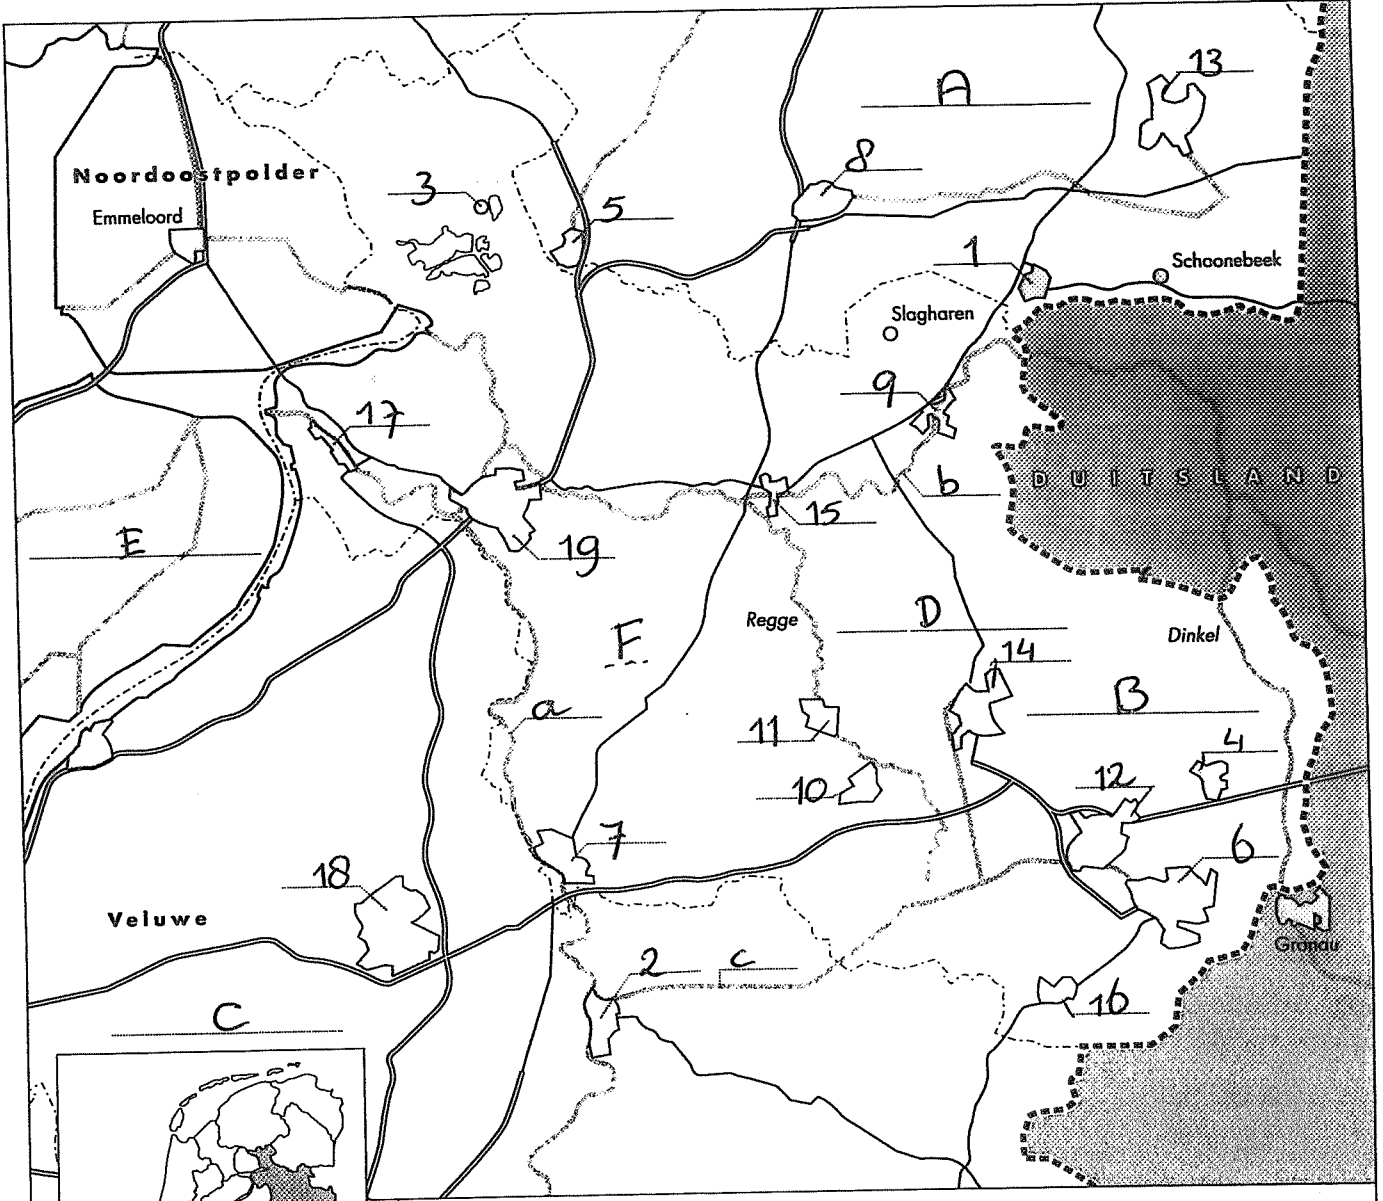 A
13
Noordoostpolder
8
3
Emmeloord
5
1
Schoonebeek
Slagharen
9
17
DUITSLAND
b
15
E
19
Regge
D
Dinkel
F
14
a
B
11
4
12
10
7
6
18
Veluwe
Gronau
2
c
16
C